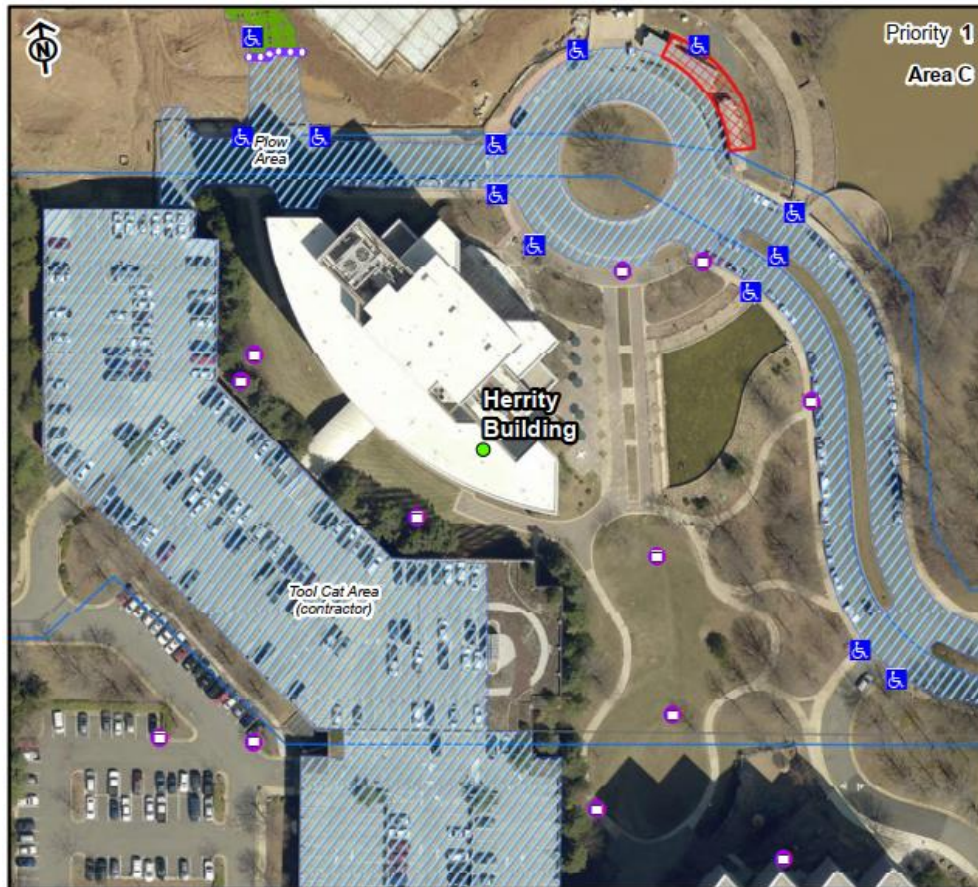 N
Priority 1
Area C
Plow
Area
Herrity
Building
Tool Cat Area
(contractor)